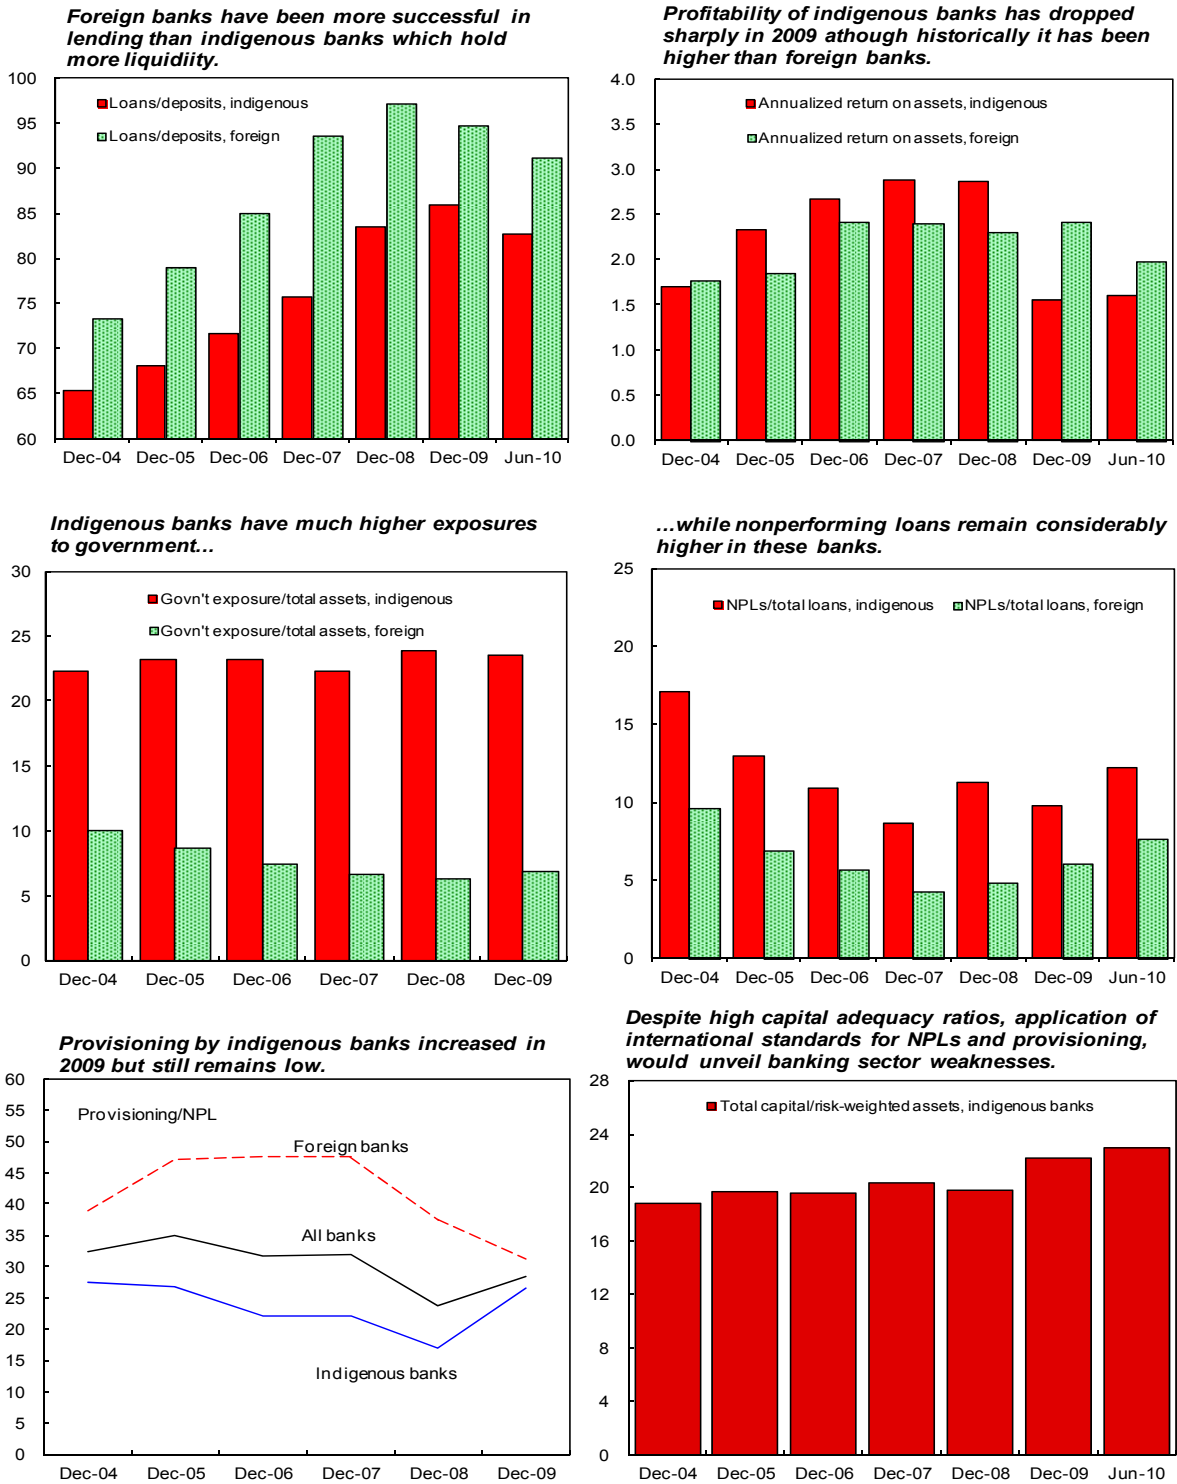 Foreign banks have been more successful in
lending than indigenous banks which hold
more liquidiity.
100
95
90
85
80
75
70
65
60
Loans/deposits, indigenous
Loans/deposits, foreign
Dec-04 Dec-05 Dec-06 Dec-07 Dec-08 Dec-09 Jun-10
Profitability of indigenous banks has dropped
sharply in 2009 athough historically it has been
higher than foreign banks.
4.0
3.5
3.0
2.5
2.0
1.5
1.0
0.5
0.0
Annualized return on assets, indigenous
Annualized return on assets, foreign
Dec-04 Dec-05 Dec-06 Dec-07 Dec-08 Dec-09 Jun-10
Indigenous banks have much higher exposures
to government...
30
25
20
15
10
5
0
Govn't exposure/total assets, indigenous
Govn't exposure/total assets, foreign
Dec-04 Dec-05 Dec-06 Dec-07 Dec-08 Dec-09
...while nonperforming loans remain considerably
higher in these banks.
25
20
15
10
5
0
NPLs/total loans, indigenous NPLs/total loans, foreign
Dec-04 Dec-05 Dec-06 Dec-07 Dec-08 Dec-09 Jun-10
Provisioning by indigenous banks increased in
2009 but still remains low.
60
55
50
45
40
35
30
25
20
15
10
5
0
Provisioning/NPL
Foreign banks
All banks
Indigenous banks
Dec-04 Dec-05 Dec-06 Dec-07 Dec-08 Dec-09
Despite high capital adequacy ratios, application of
international standards for NPLs and provisioning,
would unveil banking sector weaknesses.
28
24
20
16
12
8
4
0
Total capital/risk-weighted assets, indigenous banks
Dec-04 Dec-05 Dec-06 Dec-07 Dec-08 Dec-09 Jun-10